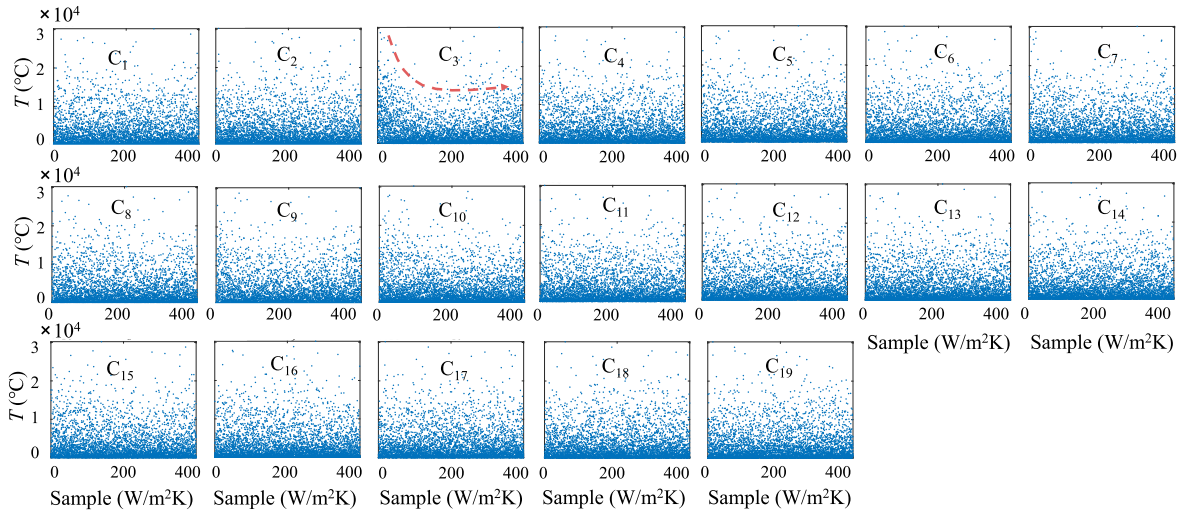 ×10⁴
3
2
1
0
T (°C)
C₁ C₂ C₃ C₄ C₅ C₆ C₇
0 200 400 0 200 400 0 200 400 0 200 400 0 200 400 0 200 400 0 200 400
×10⁴
3
2
1
0
T (°C)
C₈ C₉ C₁₀ C₁₁ C₁₂ C₁₃ C₁₄
0 200 400 0 200 400 0 200 400 0 200 400 0 200 400 0 200 400 0 200 400
Sample (W/m²K) Sample (W/m²K)
×10⁴
3
2
1
0
T (°C)
C₁₅ C₁₆ C₁₇ C₁₈ C₁₉
0 200 400 0 200 400 0 200 400 0 200 400 0 200 400
Sample (W/m²K) Sample (W/m²K) Sample (W/m²K) Sample (W/m²K) Sample (W/m²K)